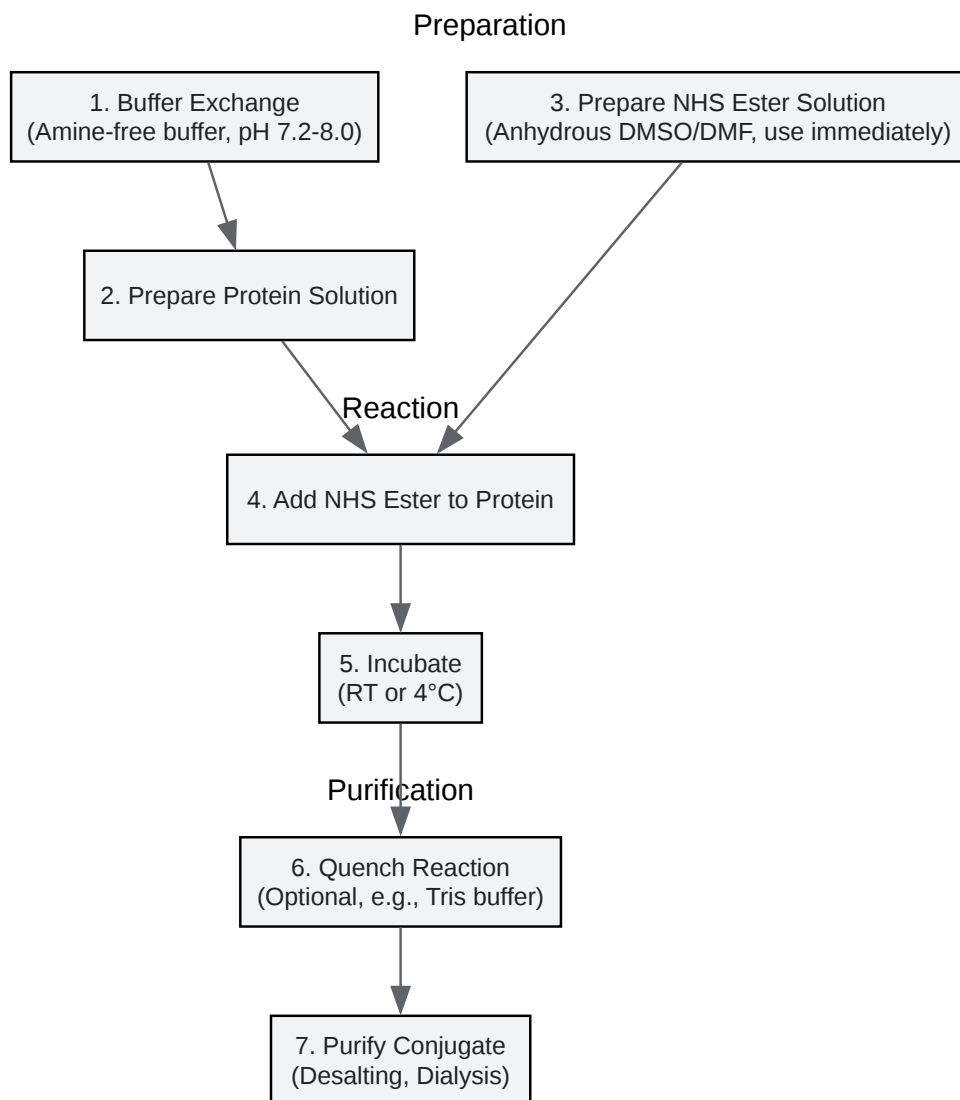 Preparation
1. Buffer Exchange
(Amine-free buffer, pH 7.2-8.0)
3. Prepare NHS Ester Solution
(Anhydrous DMSO/DMF, use immediately)
2. Prepare Protein Solution
Reaction
4. Add NHS Ester to Protein
5. Incubate
(RT or 4°C)
Purification
6. Quench Reaction
(Optional, e.g., Tris buffer)
7. Purify Conjugate
(Desalting, Dialysis)